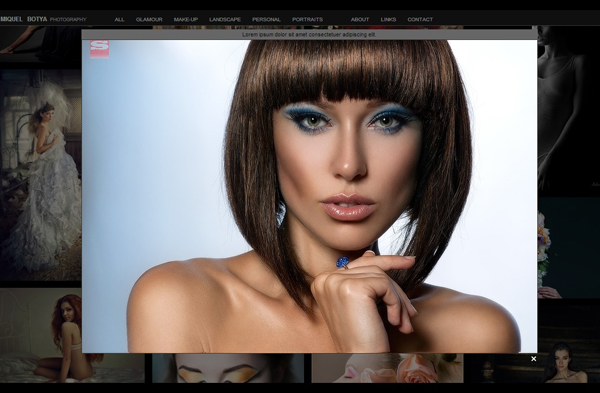 MIQUEL BOTYA PHOTOGRAPHY ALL GLAMOUR MAKE-UP LANDSCAPE PERSONAL PORTRAITS ABOUT LINKS CONTACT
Lorem ipsum dolor sit amet consectetuer adipiscing elit.
S